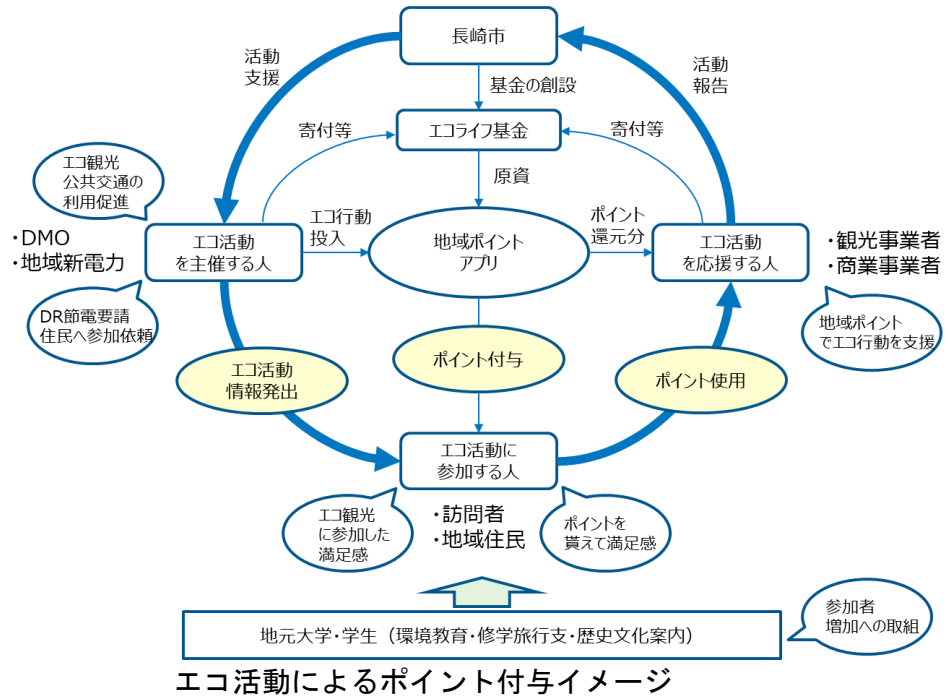 長崎市
活動
支援
活動
報告
基金の創設
エコライフ基金
寄付等
寄付等
原資
エコ観光
公共交通の
利用促進
・DMO
・地域新電力
エコ活動
を主催する人
エコ行動
投入
地域ポイント
アプリ
ポイント
還元分
エコ活動
を応援する人
・観光事業者
・商業事業者
DR節電要請
住民へ参加依頼
地域ポイント
でエコ行動を支援
エコ活動
情報発出
ポイント付与
ポイント使用
エコ活動に
参加する人
エコ観光
に参加した
満足感
・訪問者
・地域住民
ポイントを
貰えて満足感
地元大学・学生（環境教育・修学旅行支・歴史文化案内）
参加者
増加への取組
エコ活動によるポイント付与イメージ